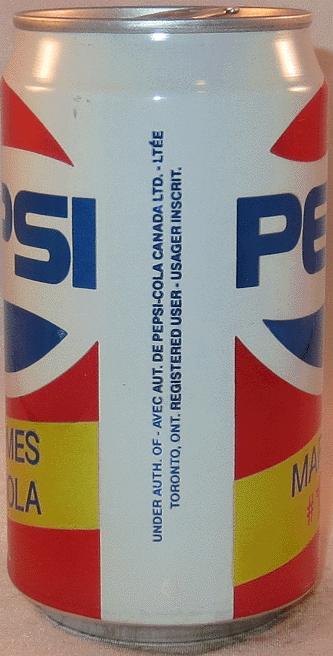 PSI
PE
UNDER AUTH. OF - AVEC AUT. DE PEPSI-COLA CANADA LTD. - LTÉE
TORONTO, ONT. REGISTERED USER - USAGER INSCRIT.
MES
OLA
MA
#